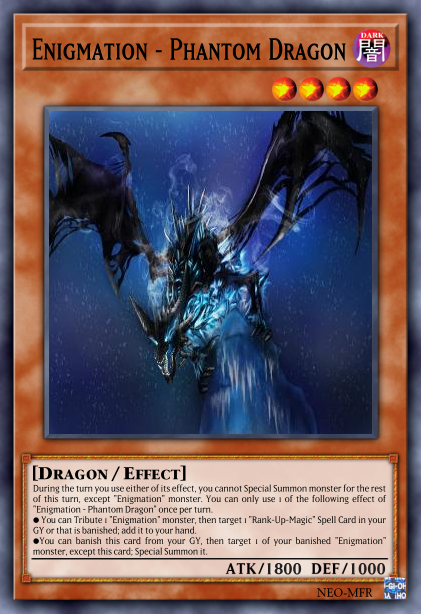 ENIGMATION - PHANTOM DRAGON
DARK
闇
[DRAGON / EFFECT]
During the turn you use either of its effect, you cannot Special Summon monster for the rest
of this turn, except "Enigmation" monster. You can only use 1 of the following effect of
"Enigmation - Phantom Dragon" once per turn.
● You can Tribute 1 "Enigmation" monster, then target 1 "Rank-Up-Magic" Spell Card in your
GY or that is banished; add it to your hand.
●You can banish this card from your GY, then target 1 of your banished "Enigmation"
monster, except this card; Special Summon it.
ATK/1800 DEF/1000
NEO-MFR